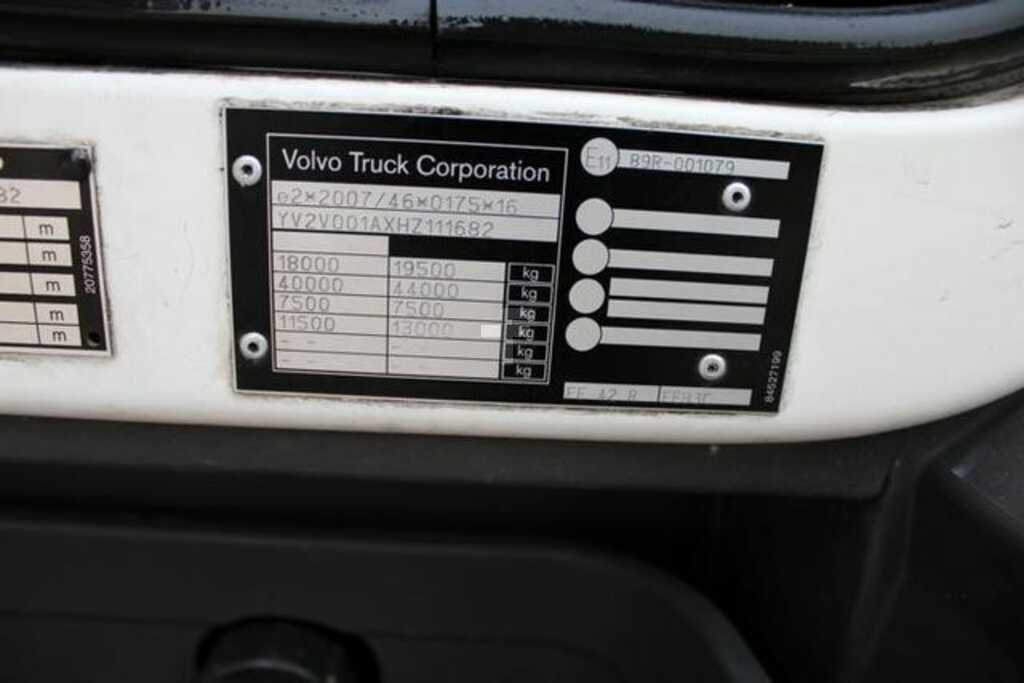 82
m
m
m
m
m
20775358
Volvo Truck Corporation
e2*2007/46*0175*16
YV2V001AXHZ111682
18000 19500 kg
40000 44000 kg
7500 7500 kg
11500 13000 kg
- - - kg
- - - kg
E11 89R-001079
84527199
FE 42 R